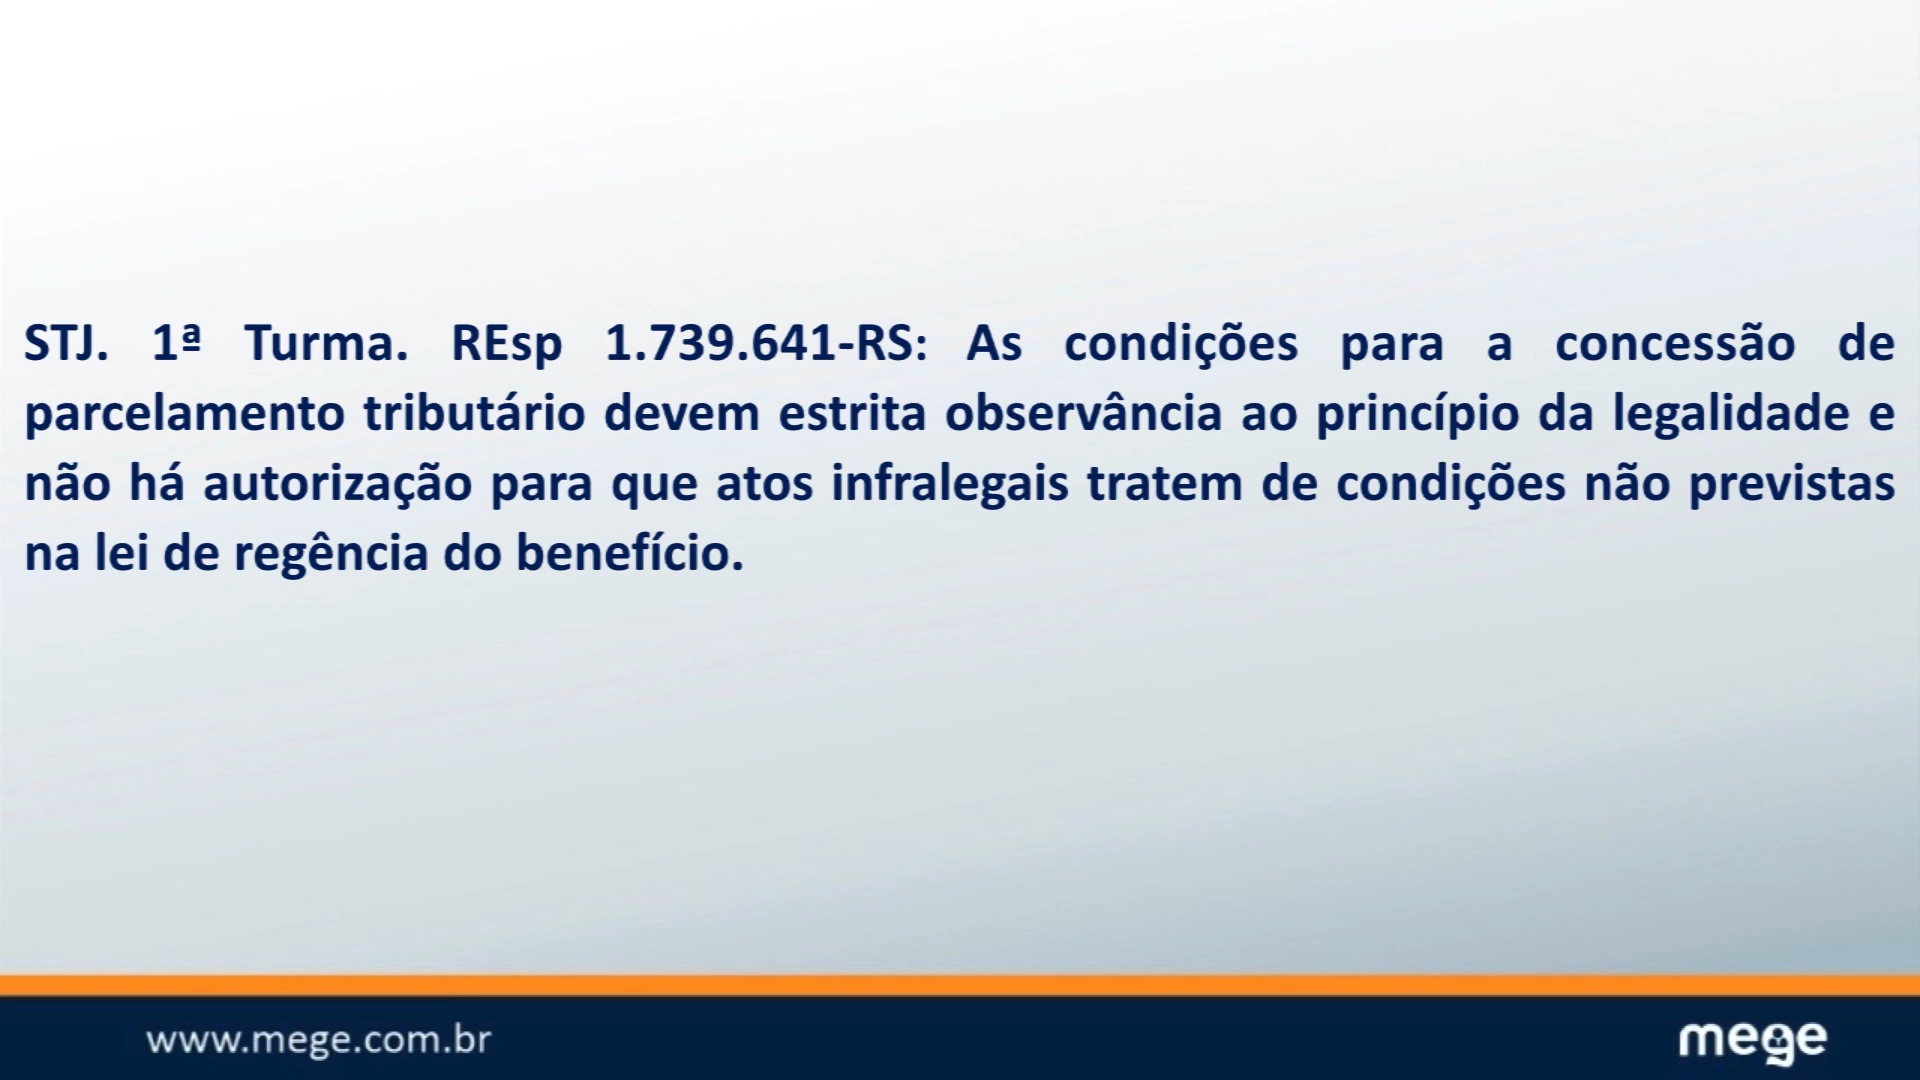 STJ. 1ª Turma. REsp 1.739.641-RS: As condições para a concessão de
parcelamento tributário devem estrita observância ao princípio da legalidade e
não há autorização para que atos infralegais tratem de condições não previstas
na lei de regência do benefício.
www.mege.com.br
mege